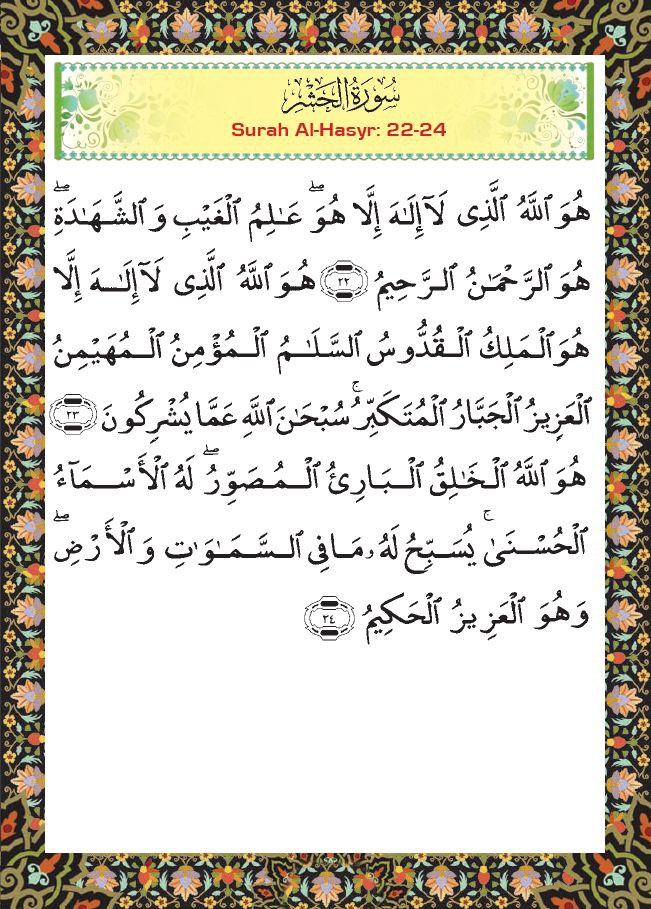 سُورَةُ الْحَشْرِ
Surah Al-Hasyr: 22-24
هُوَ ٱللَّهُ ٱلَّذِى لَآ إِلَـٰهَ إِلَّا هُوَ ۖ عَـٰلِمُ ٱلْغَيْبِ وَٱلشَّهَـٰدَةِ ۖ
هُوَ ٱلرَّحْمَـٰنُ ٱلرَّحِيمُ ﴿٢٢﴾ هُوَ ٱللَّهُ ٱلَّذِى لَآ إِلَـٰهَ إِلَّا
هُوَ ٱلْمَلِكُ ٱلْقُدُّوسُ ٱلسَّلَـٰمُ ٱلْمُؤْمِنُ ٱلْمُهَيْمِنُ
ٱلْعَزِيزُ ٱلْجَبَّارُ ٱلْمُتَكَبِّرُ ۚ سُبْحَـٰنَ ٱللَّهِ عَمَّا يُشْرِكُونَ ﴿٢٣﴾
هُوَ ٱللَّهُ ٱلْخَـٰلِقُ ٱلْبَارِئُ ٱلْمُصَوِّرُ ۖ لَهُ ٱلْأَسْمَآءُ
ٱلْحُسْنَىٰ ۚ يُسَبِّحُ لَهُۥ مَا فِى ٱلسَّمَـٰوَٰتِ وَٱلْأَرْضِ ۖ
وَهُوَ ٱلْعَزِيزُ ٱلْحَكِيمُ ﴿٢٤﴾